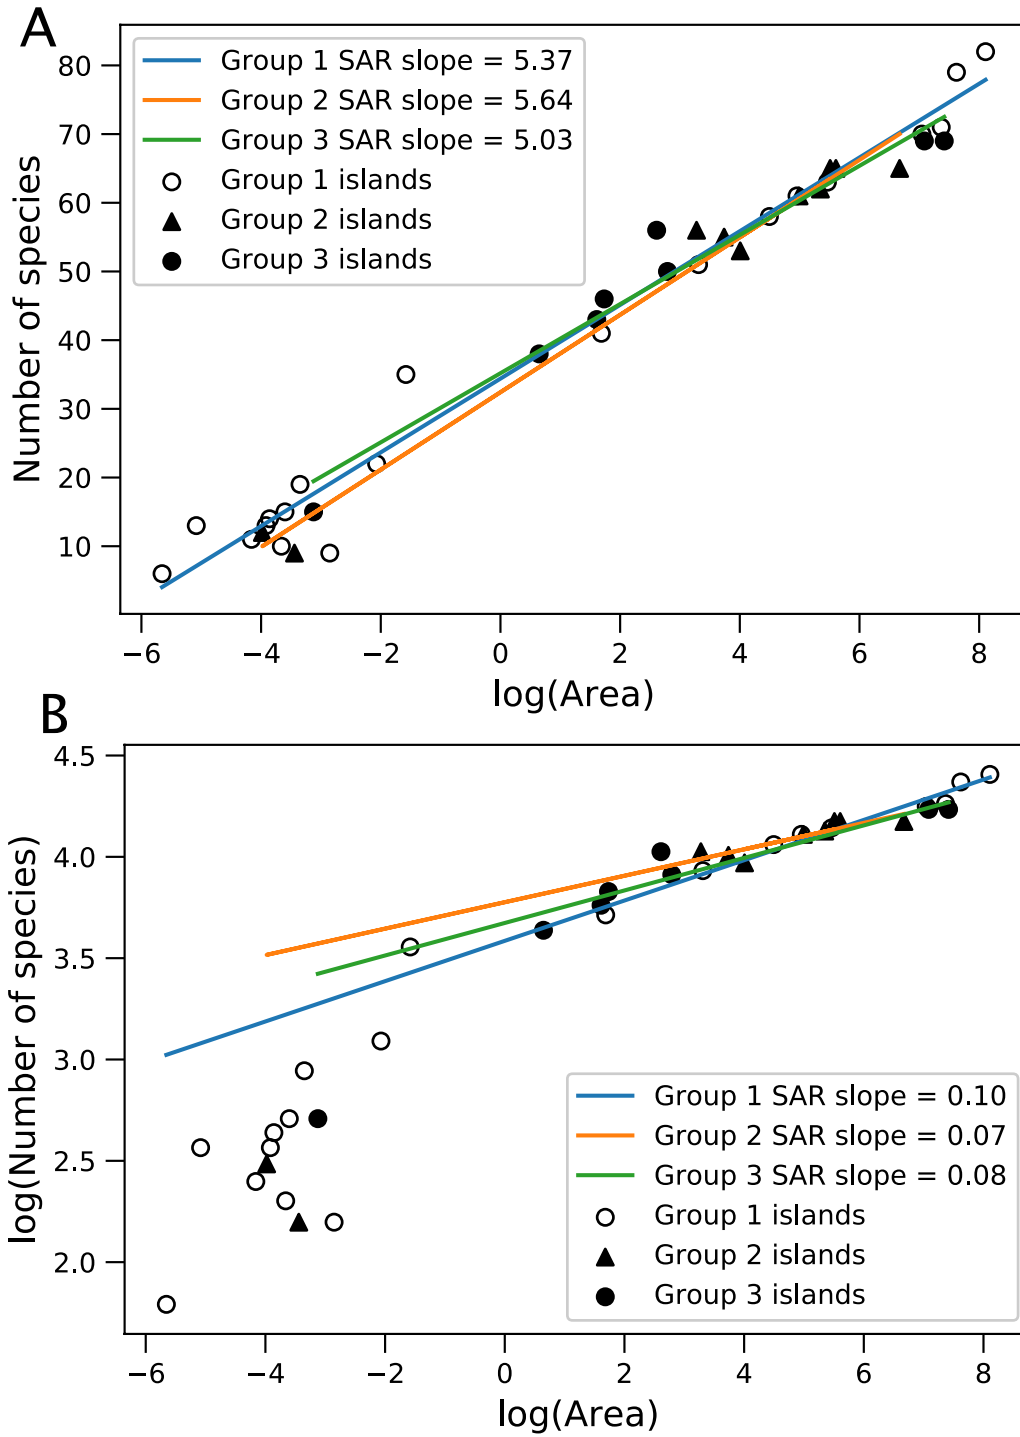 A
Group 1 SAR slope = 5.37
Group 2 SAR slope = 5.64
Group 3 SAR slope = 5.03
Group 1 islands
Group 2 islands
Group 3 islands
Number of species
80
70
60
50
40
30
20
10
−6 −4 −2 0 2 4 6 8
log(Area)
B
log(Number of species)
4.5
4.0
3.5
3.0
2.5
2.0
Group 1 SAR slope = 0.10
Group 2 SAR slope = 0.07
Group 3 SAR slope = 0.08
Group 1 islands
Group 2 islands
Group 3 islands
−6 −4 −2 0 2 4 6 8
log(Area)